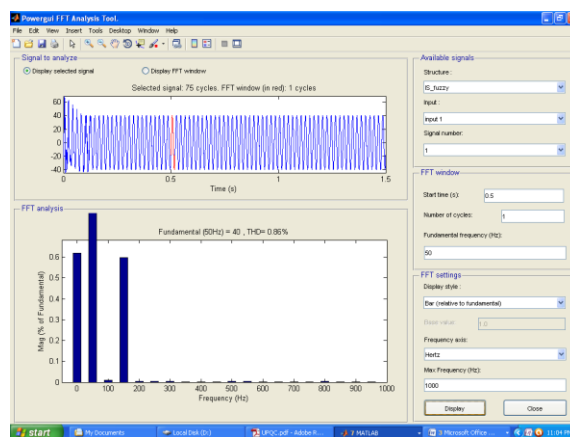 Powergui FFT Analysis Tool.
File Edit View Insert Tools Desktop Window Help
Signal to analyze
Display selected signal Display FFT window
Selected signal: 75 cycles. FFT window (in red): 1 cycles
60
40
20
0
-20
-40
0 0.5 1 1.5
Time (s)
FFT analysis
Fundamental (50Hz) = 40 , THD= 0.86%
0.6
0.5
0.4
0.3
0.2
0.1
0
Mag (% of Fundamental)
0 100 200 300 400 500 600 700 800 900 1000
Frequency (Hz)
Available signals
Structure :
IS_fuzzy
Input :
input 1
Signal number:
1
FFT window
Start time (s): 0.5
Number of cycles: 1
Fundamental frequency (Hz):
50
FFT settings
Display style :
Bar (relative to fundamental)
Base value: 1.0
Frequency axis:
Hertz
Max Frequency (Hz):
1000
Display Close
start My Documents Local Disk (D:) UPQC.pdf - Adobe R... 7 MATLAB 3 Microsoft Office ... 11:04 PM